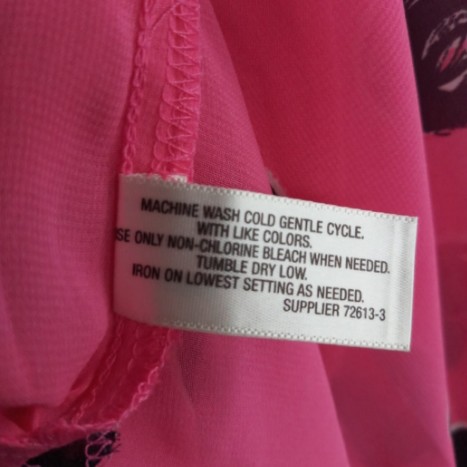 MACHINE WASH COLD GENTLE CYCLE.
WITH LIKE COLORS.
SE ONLY NON-CHLORINE BLEACH WHEN NEEDED.
TUMBLE DRY LOW.
IRON ON LOWEST SETTING AS NEEDED.
SUPPLIER 72613-3